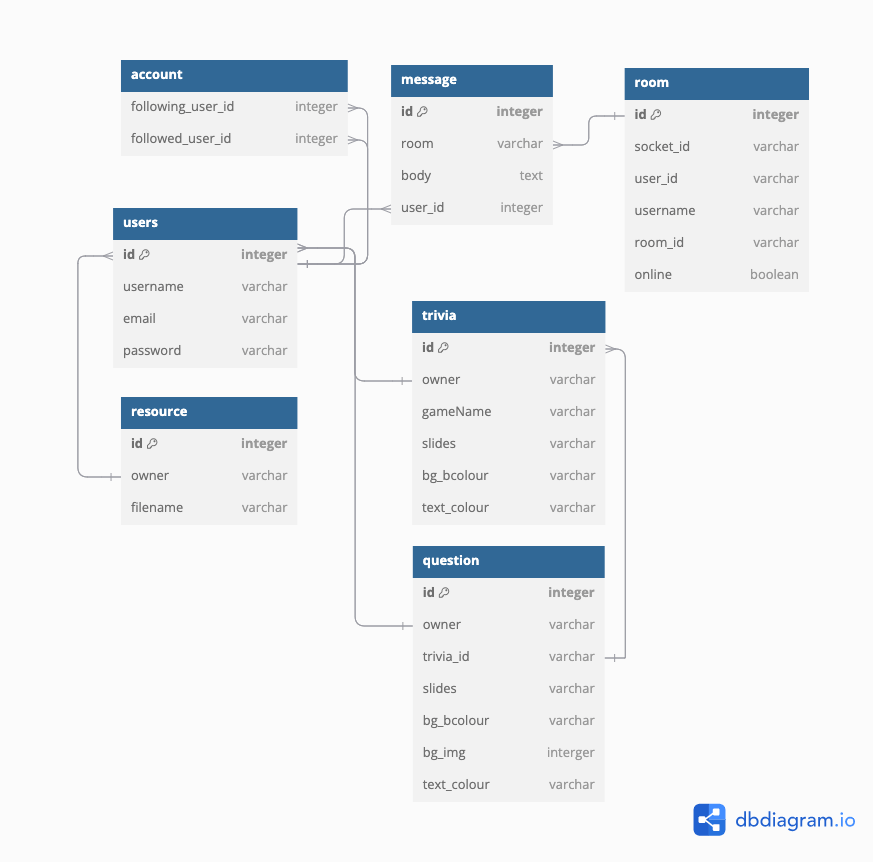 account
following_user_id integer
followed_user_id integer
message
id integer
room varchar
body text
user_id integer
room
id integer
socket_id varchar
user_id varchar
username varchar
room_id varchar
online boolean
users
id integer
username varchar
email varchar
password varchar
trivia
id integer
owner varchar
gameName varchar
slides varchar
bg_bcolour varchar
text_colour varchar
resource
id integer
owner varchar
filename varchar
question
id integer
owner varchar
trivia_id varchar
slides varchar
bg_bcolour varchar
bg_img interger
text_colour varchar
dbdiagram.io